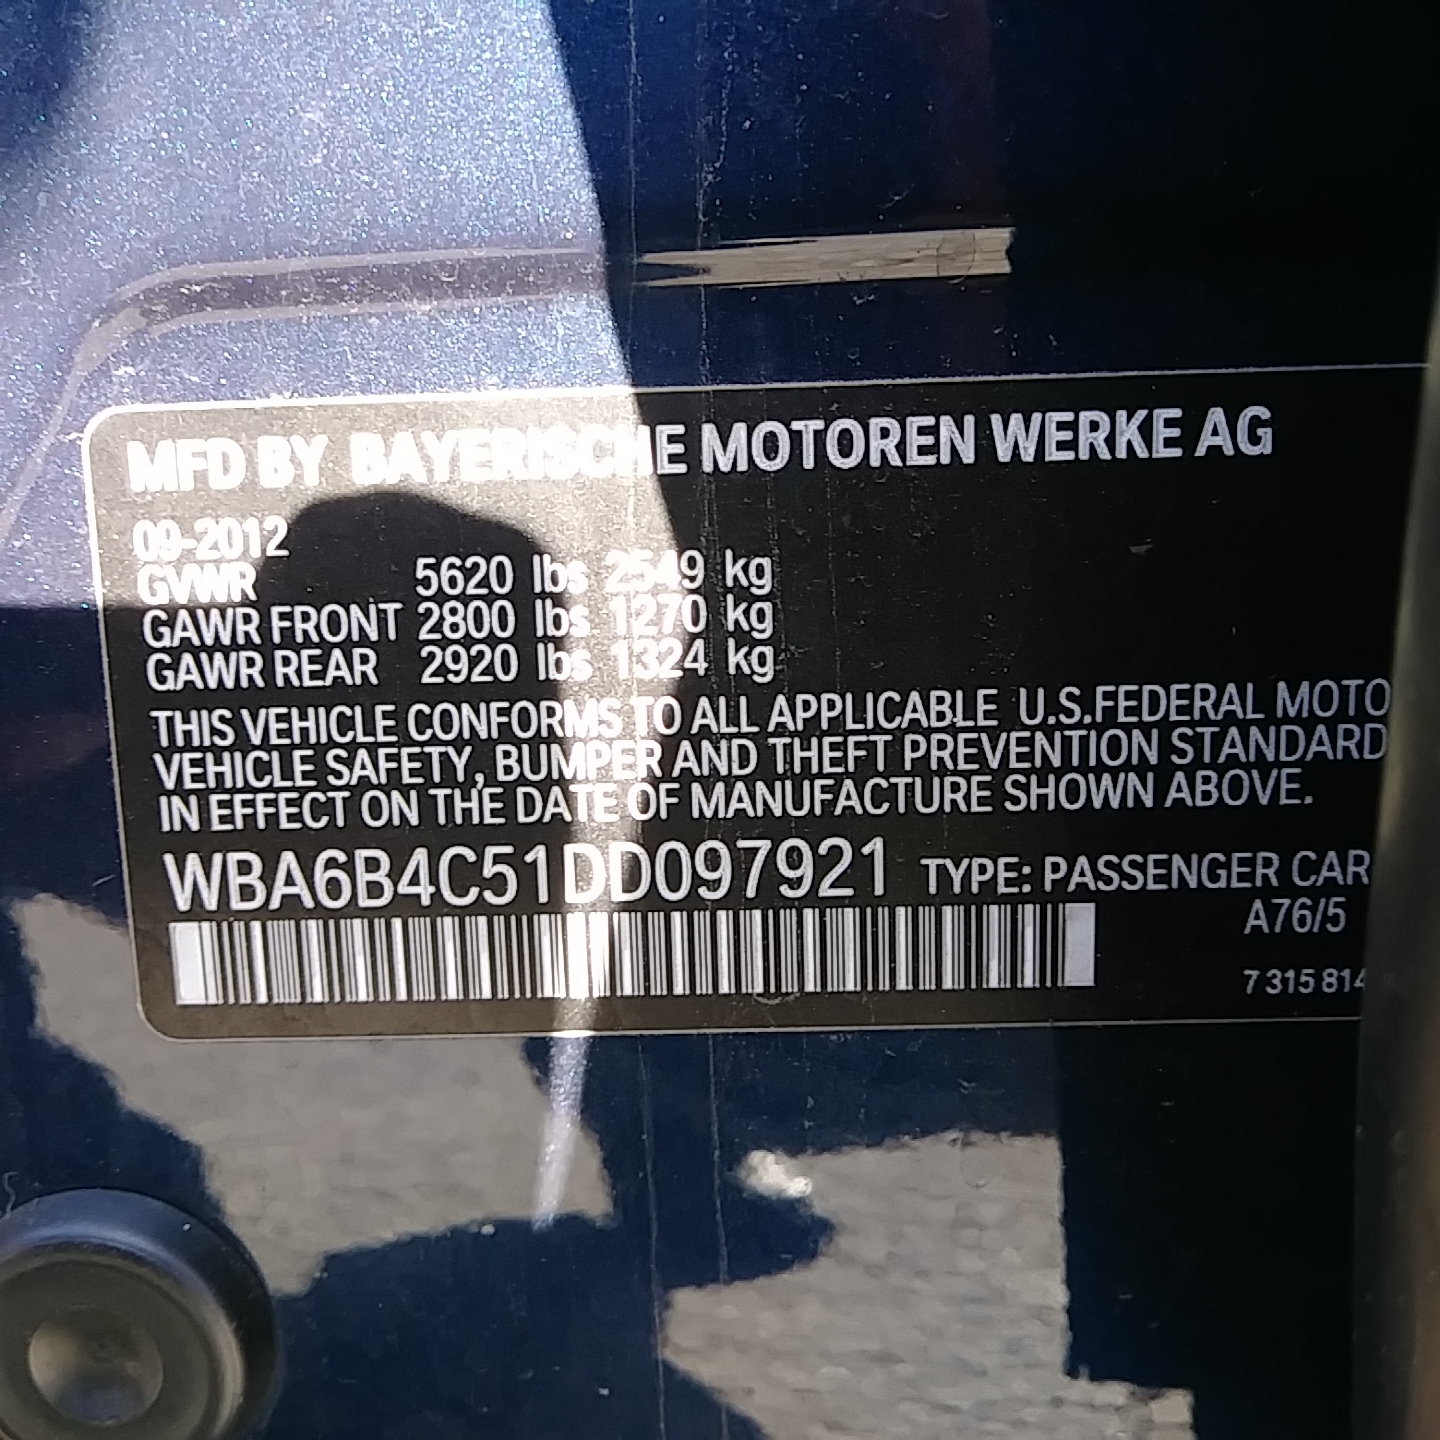 MFD BY BAYERISCHE MOTOREN WERKE AG
09-2012
GVWR 5620 lbs 2549 kg
GAWR FRONT 2800 lbs 1270 kg
GAWR REAR 2920 lbs 1324 kg
THIS VEHICLE CONFORMS TO ALL APPLICABLE U.S.FEDERAL MOTO
VEHICLE SAFETY, BUMPER AND THEFT PREVENTION STANDARD
IN EFFECT ON THE DATE OF MANUFACTURE SHOWN ABOVE.
WBA6B4C51DD097921 TYPE: PASSENGER CAR
A76/5
7 315 814